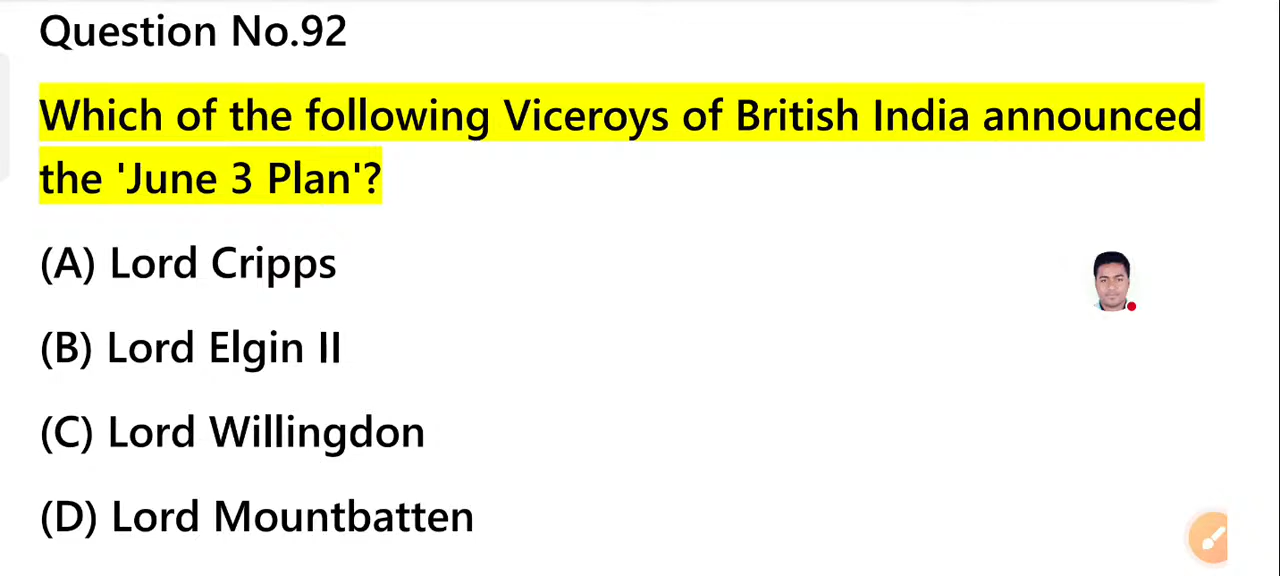 Question No.92
Which of the following Viceroys of British India announced
the 'June 3 Plan'?
(A) Lord Cripps
(B) Lord Elgin II
(C) Lord Willingdon
(D) Lord Mountbatten